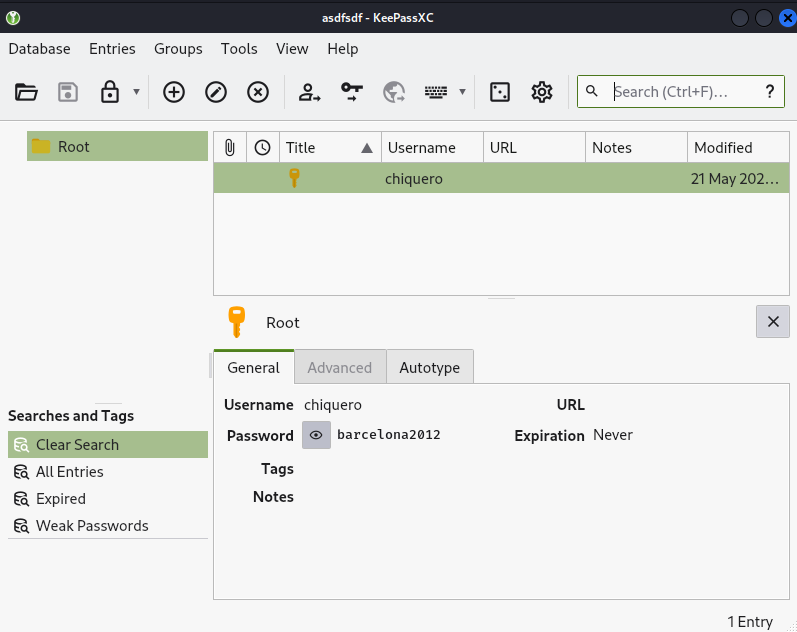 asdfsdf - KeePassXC
Database Entries Groups Tools View Help
Search (Ctrl+F)... ?
Root
Title Username URL Notes Modified
chiquero 21 May 202...
Root
General Advanced Autotype
Username chiquero URL
Password barcelona2012 Expiration Never
Tags
Notes
Searches and Tags
Clear Search
All Entries
Expired
Weak Passwords
1 Entry